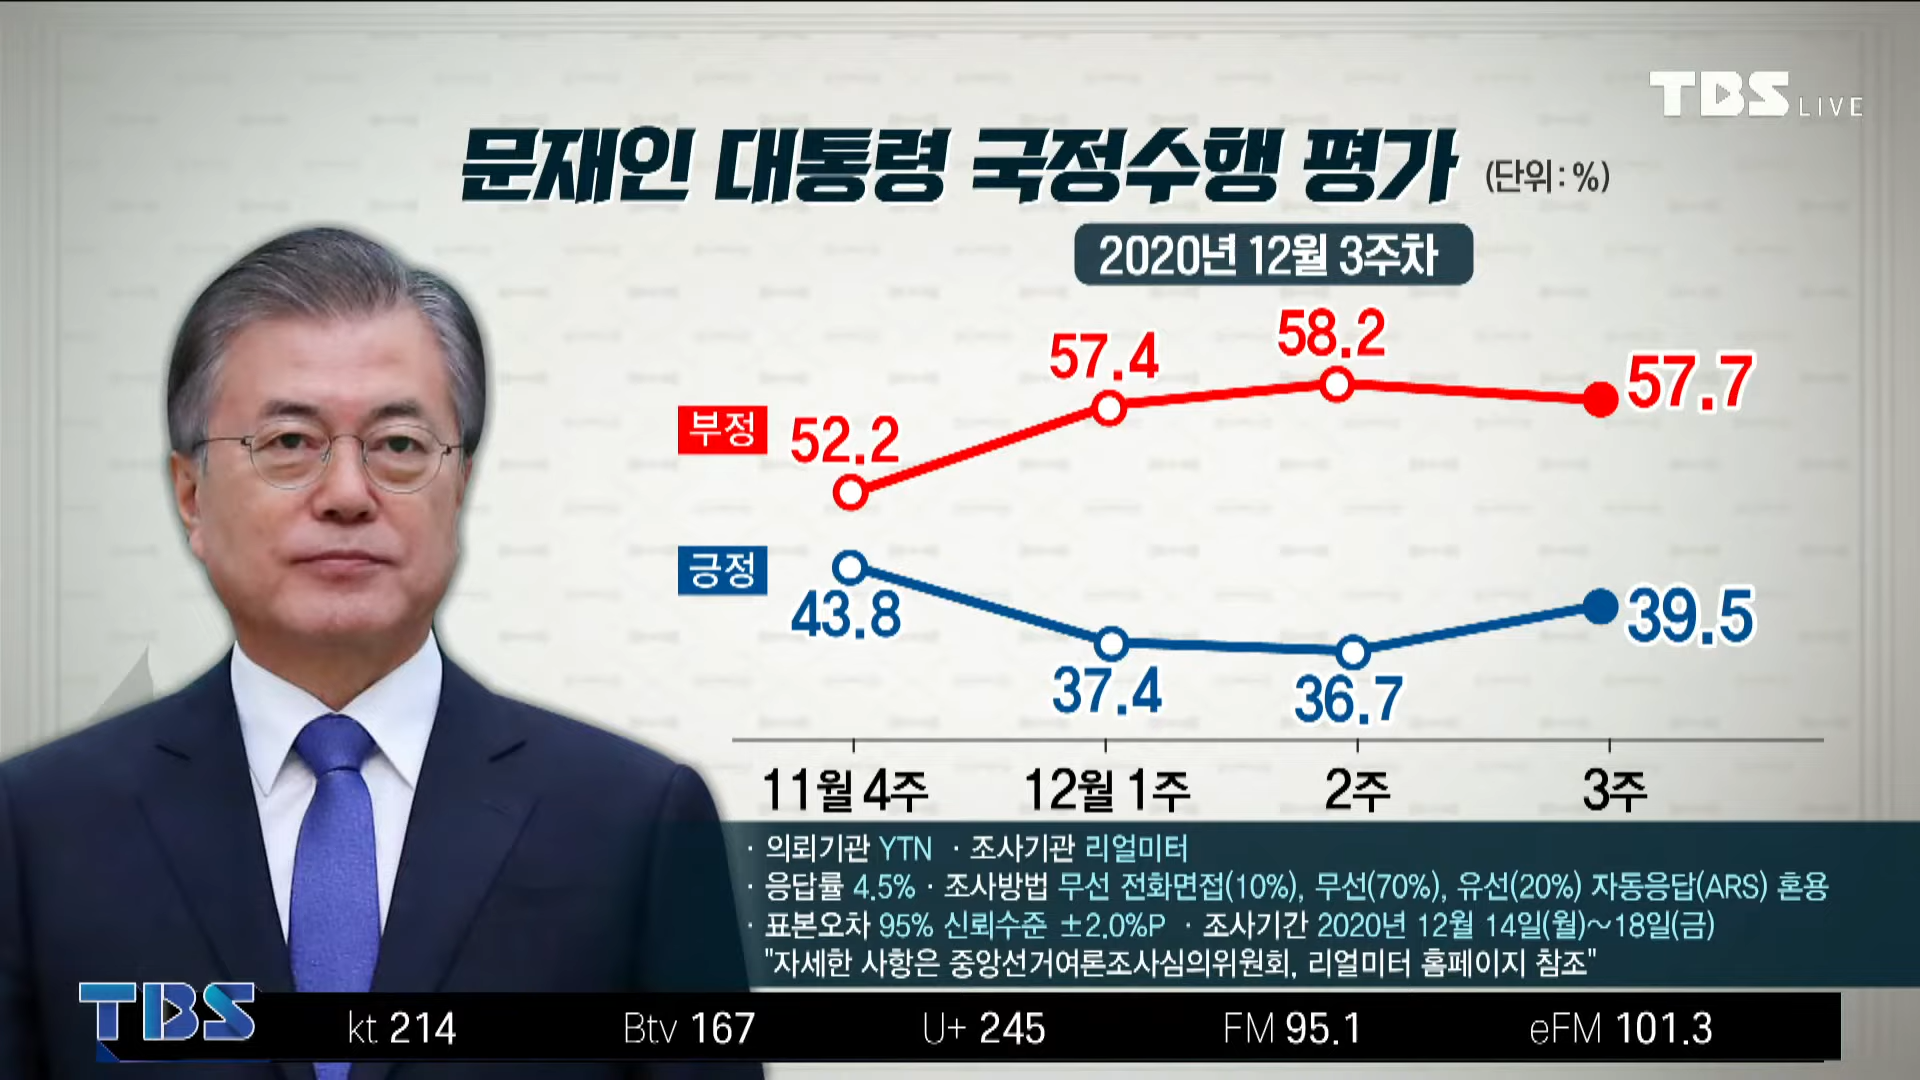 TBS LIVE
문재인 대통령 국정수행 평가 (단위 : %)
2020년 12월 3주차
부정 52.2 57.4 58.2 57.7
긍정 43.8 37.4 36.7 39.5
11월 4주 12월 1주 2주 3주
· 의뢰기관 YTN · 조사기관 리얼미터
· 응답률 4.5% · 조사방법 무선 전화면접(10%), 무선(70%), 유선(20%) 자동응답(ARS) 혼용
· 표본오차 95% 신뢰수준 ±2.0%P · 조사기간 2020년 12월 14일(월)~18일(금)
"자세한 사항은 중앙선거여론조사심의위원회, 리얼미터 홈페이지 참조"
TBS kt 214 Btv 167 U+ 245 FM 95.1 eFM 101.3